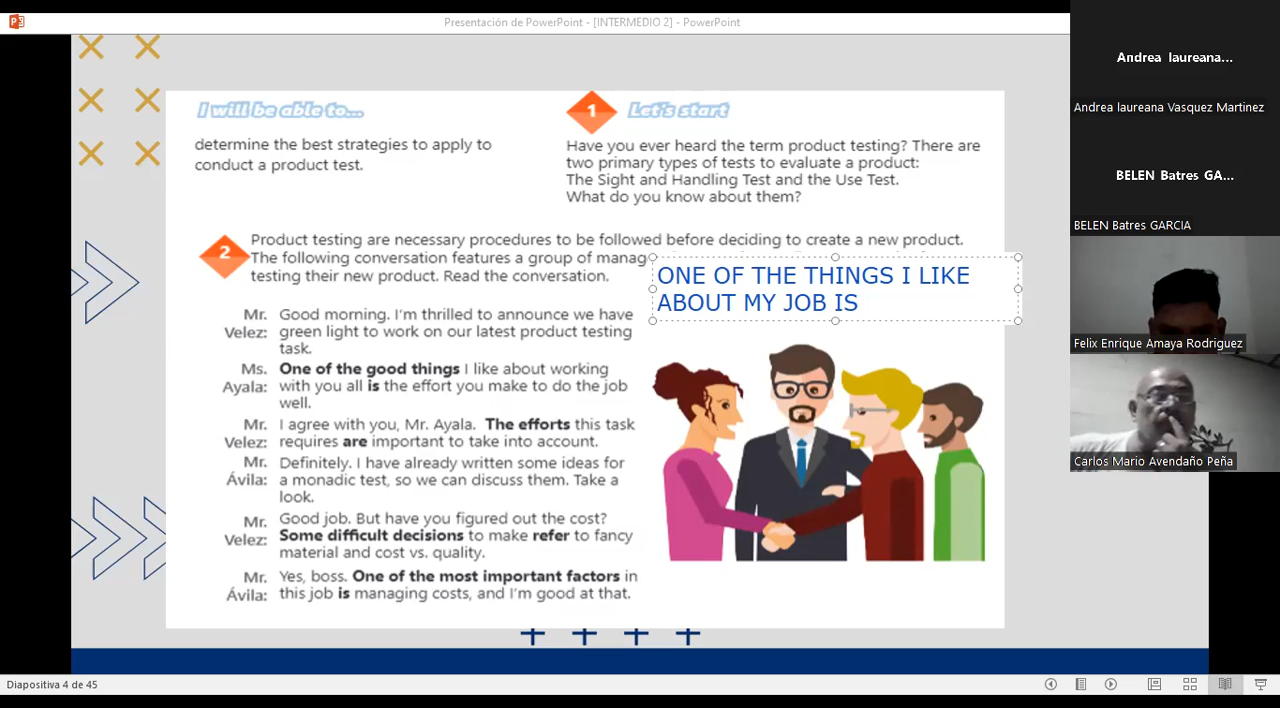 Presentación de PowerPoint - [INTERMEDIO 2] - PowerPoint
I will be able to...
determine the best strategies to apply to
conduct a product test.
1 Let's start
Have you ever heard the term product testing? There are
two primary types of tests to evaluate a product:
The Sight and Handling Test and the Use Test.
What do you know about them?
2 Product testing are necessary procedures to be followed before deciding to create a new product.
The following conversation features a group of manag
testing their new product. Read the conversation.
ONE OF THE THINGS I LIKE
ABOUT MY JOB IS
Mr. Good morning. I'm thrilled to announce we have
Velez: green light to work on our latest product testing
task.
Ms. One of the good things I like about working
Ayala: with you all is the effort you make to do the job
well.
Mr. I agree with you, Mr. Ayala. The efforts this task
Velez: requires are important to take into account.
Mr. Definitely. I have already written some ideas for
Ávila: a monadic test, so we can discuss them. Take a
look.
Mr. Good job. But have you figured out the cost?
Velez: Some difficult decisions to make refer to fancy
material and cost vs. quality.
Mr. Yes, boss. One of the most important factors in
Ávila: this job is managing costs, and I'm good at that.
Andrea laureana...
Andrea laureana Vasquez Martinez
BELEN Batres GA...
BELEN Batres GARCIA
Felix Enrique Amaya Rodriguez
Carlos Mario Avendaño Peña
Diapositiva 4 de 45